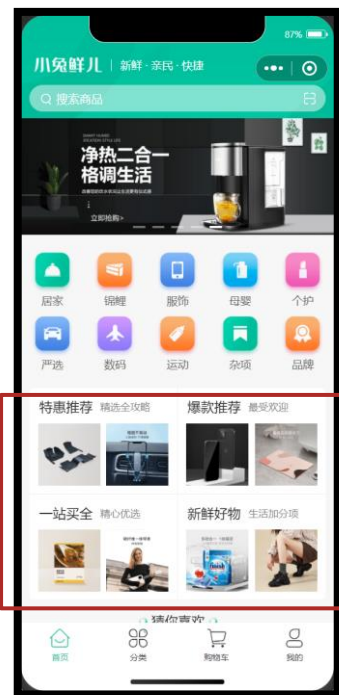 87%
小兔鲜儿 | 新鲜·亲民·快捷
搜索商品
净热二合一
格调生活
立即抢购>
居家 锦鲤 服饰 母婴 个护
严选 数码 运动 杂项 品牌
特惠推荐 精选全攻略
爆款推荐 最受欢迎
一站买全 精心优选
新鲜好物 生活加分项
finish
猜你喜欢
首页 分类 购物车 我的